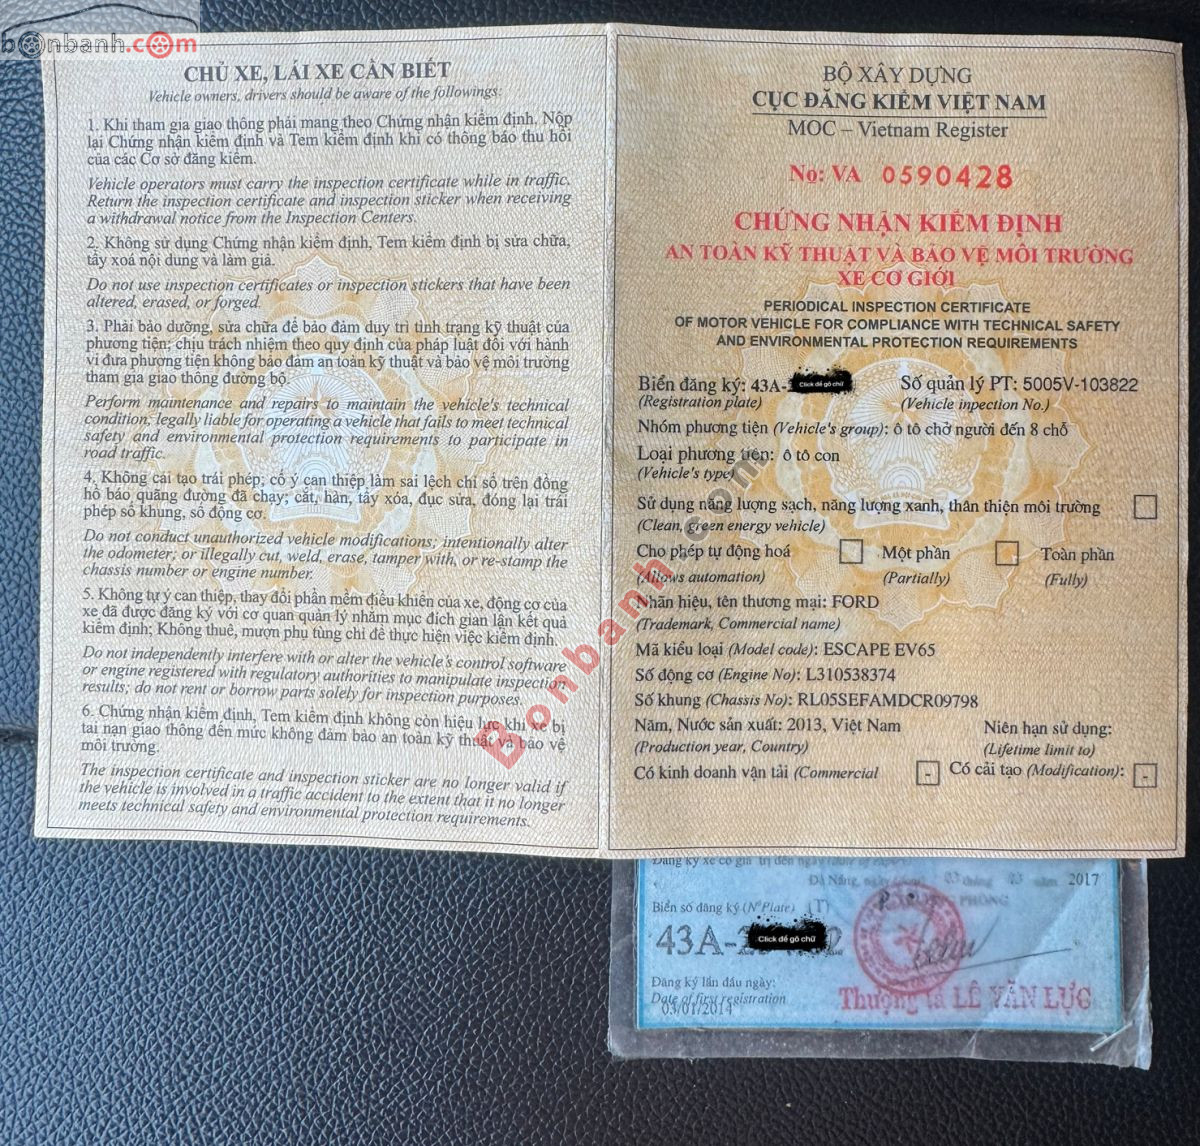 bonbanh.com
CHỦ XE, LÁI XE CẦN BIẾT
Vehicle owners, drivers should be aware of the followings:
1. Khi tham gia giao thông phải mang theo Chứng nhận kiểm định. Nộp
lại Chứng nhận kiểm định và Tem kiểm định khi có thông báo thu hồi
của các Cơ sở đăng kiểm.
Vehicle operators must carry the inspection certificate while in traffic.
Return the inspection certificate and inspection sticker when receiving
a withdrawal notice from the Inspection Centers.
2. Không sử dụng Chứng nhận kiểm định, Tem kiểm định bị sửa chữa,
tẩy xoá nội dung và làm giả.
Do not use inspection certificates or inspection stickers that have been
altered, erased, or forged.
3. Phải bảo dưỡng, sửa chữa để bảo đảm duy trì tình trạng kỹ thuật của
phương tiện; chịu trách nhiệm theo quy định của pháp luật đối với hành
vi đưa phương tiện không bảo đảm an toàn kỹ thuật và bảo vệ môi trường
tham gia giao thông đường bộ.
Perform maintenance and repairs to maintain the vehicle's technical
condition; legally liable for operating a vehicle that fails to meet technical
safety and environmental protection requirements to participate in
road traffic.
4. Không cải tạo trái phép; cố ý can thiệp làm sai lệch chỉ số trên đồng
hồ báo quãng đường đã chạy; cắt, hàn, tẩy xóa, đục sửa, đóng lại trái
phép số khung, số động cơ.
Do not conduct unauthorized vehicle modifications; intentionally alter
the odometer; or illegally cut, weld, erase, tamper with, or re-stamp the
chassis number or engine number.
5. Không tự ý can thiệp, thay đổi phần mềm điều khiển của xe, động cơ của
xe đã được đăng ký với cơ quan quản lý nhằm mục đích gian lận kết quả
kiểm định; Không thuê, mượn phụ tùng chỉ để thực hiện việc kiểm định.
Do not independently interfere with or alter the vehicle's control software
or engine registered with regulatory authorities to manipulate inspection
results; do not rent or borrow parts solely for inspection purposes.
6. Chứng nhận kiểm định, Tem kiểm định không còn hiệu lực khi xe bị
tai nạn giao thông đến mức không đảm bảo an toàn kỹ thuật và bảo vệ
môi trường.
The inspection certificate and inspection sticker are no longer valid if
the vehicle is involved in a traffic accident to the extent that it no longer
meets technical safety and environmental protection requirements.
BỘ XÂY DỰNG
CỤC ĐĂNG KIỂM VIỆT NAM
MOC – Vietnam Register
No: VA 0590428
CHỨNG NHẬN KIỂM ĐỊNH
AN TOÀN KỸ THUẬT VÀ BẢO VỆ MÔI TRƯỜNG
XE CƠ GIỚI
PERIODICAL INSPECTION CERTIFICATE
OF MOTOR VEHICLE FOR COMPLIANCE WITH TECHNICAL SAFETY
AND ENVIRONMENTAL PROTECTION REQUIREMENTS
Biển đăng ký: 43A- Click để gõ chữ Số quản lý PT: 5005V-103822
(Registration plate) (Vehicle inpection No.)
Nhóm phương tiện (Vehicle's group): ô tô chở người đến 8 chỗ
Loại phương tiện: ô tô con
(Vehicle's type)
Sử dụng năng lượng sạch, năng lượng xanh, thân thiện môi trường
(Clean, green energy vehicle)
Cho phép tự động hoá Một phần Toàn phần
(Allows automation) (Partially) (Fully)
Nhãn hiệu, tên thương mại: FORD
(Trademark, Commercial name)
Mã kiểu loại (Model code): ESCAPE EV65
Số động cơ (Engine No): L310538374
Số khung (Chassis No): RL05SEFAMDCR09798
Năm, Nước sản xuất: 2013, Việt Nam Niên hạn sử dụng:
(Production year, Country) (Lifetime limit to)
Có kinh doanh vận tải (Commercial - Có cải tạo (Modification): -
Bonbanh.com
Đăng ký xe có giá trị đến ngày
Đà Nẵng, ngày 03 tháng 03 năm 2017
Biển số đăng ký (N° Plate) (T) PHÒNG
43A-2 Click để gõ chữ 2
Đăng ký lần đầu ngày:
Date of first registration
03/01/2014
Thượng tá LÊ VĂN LỰC